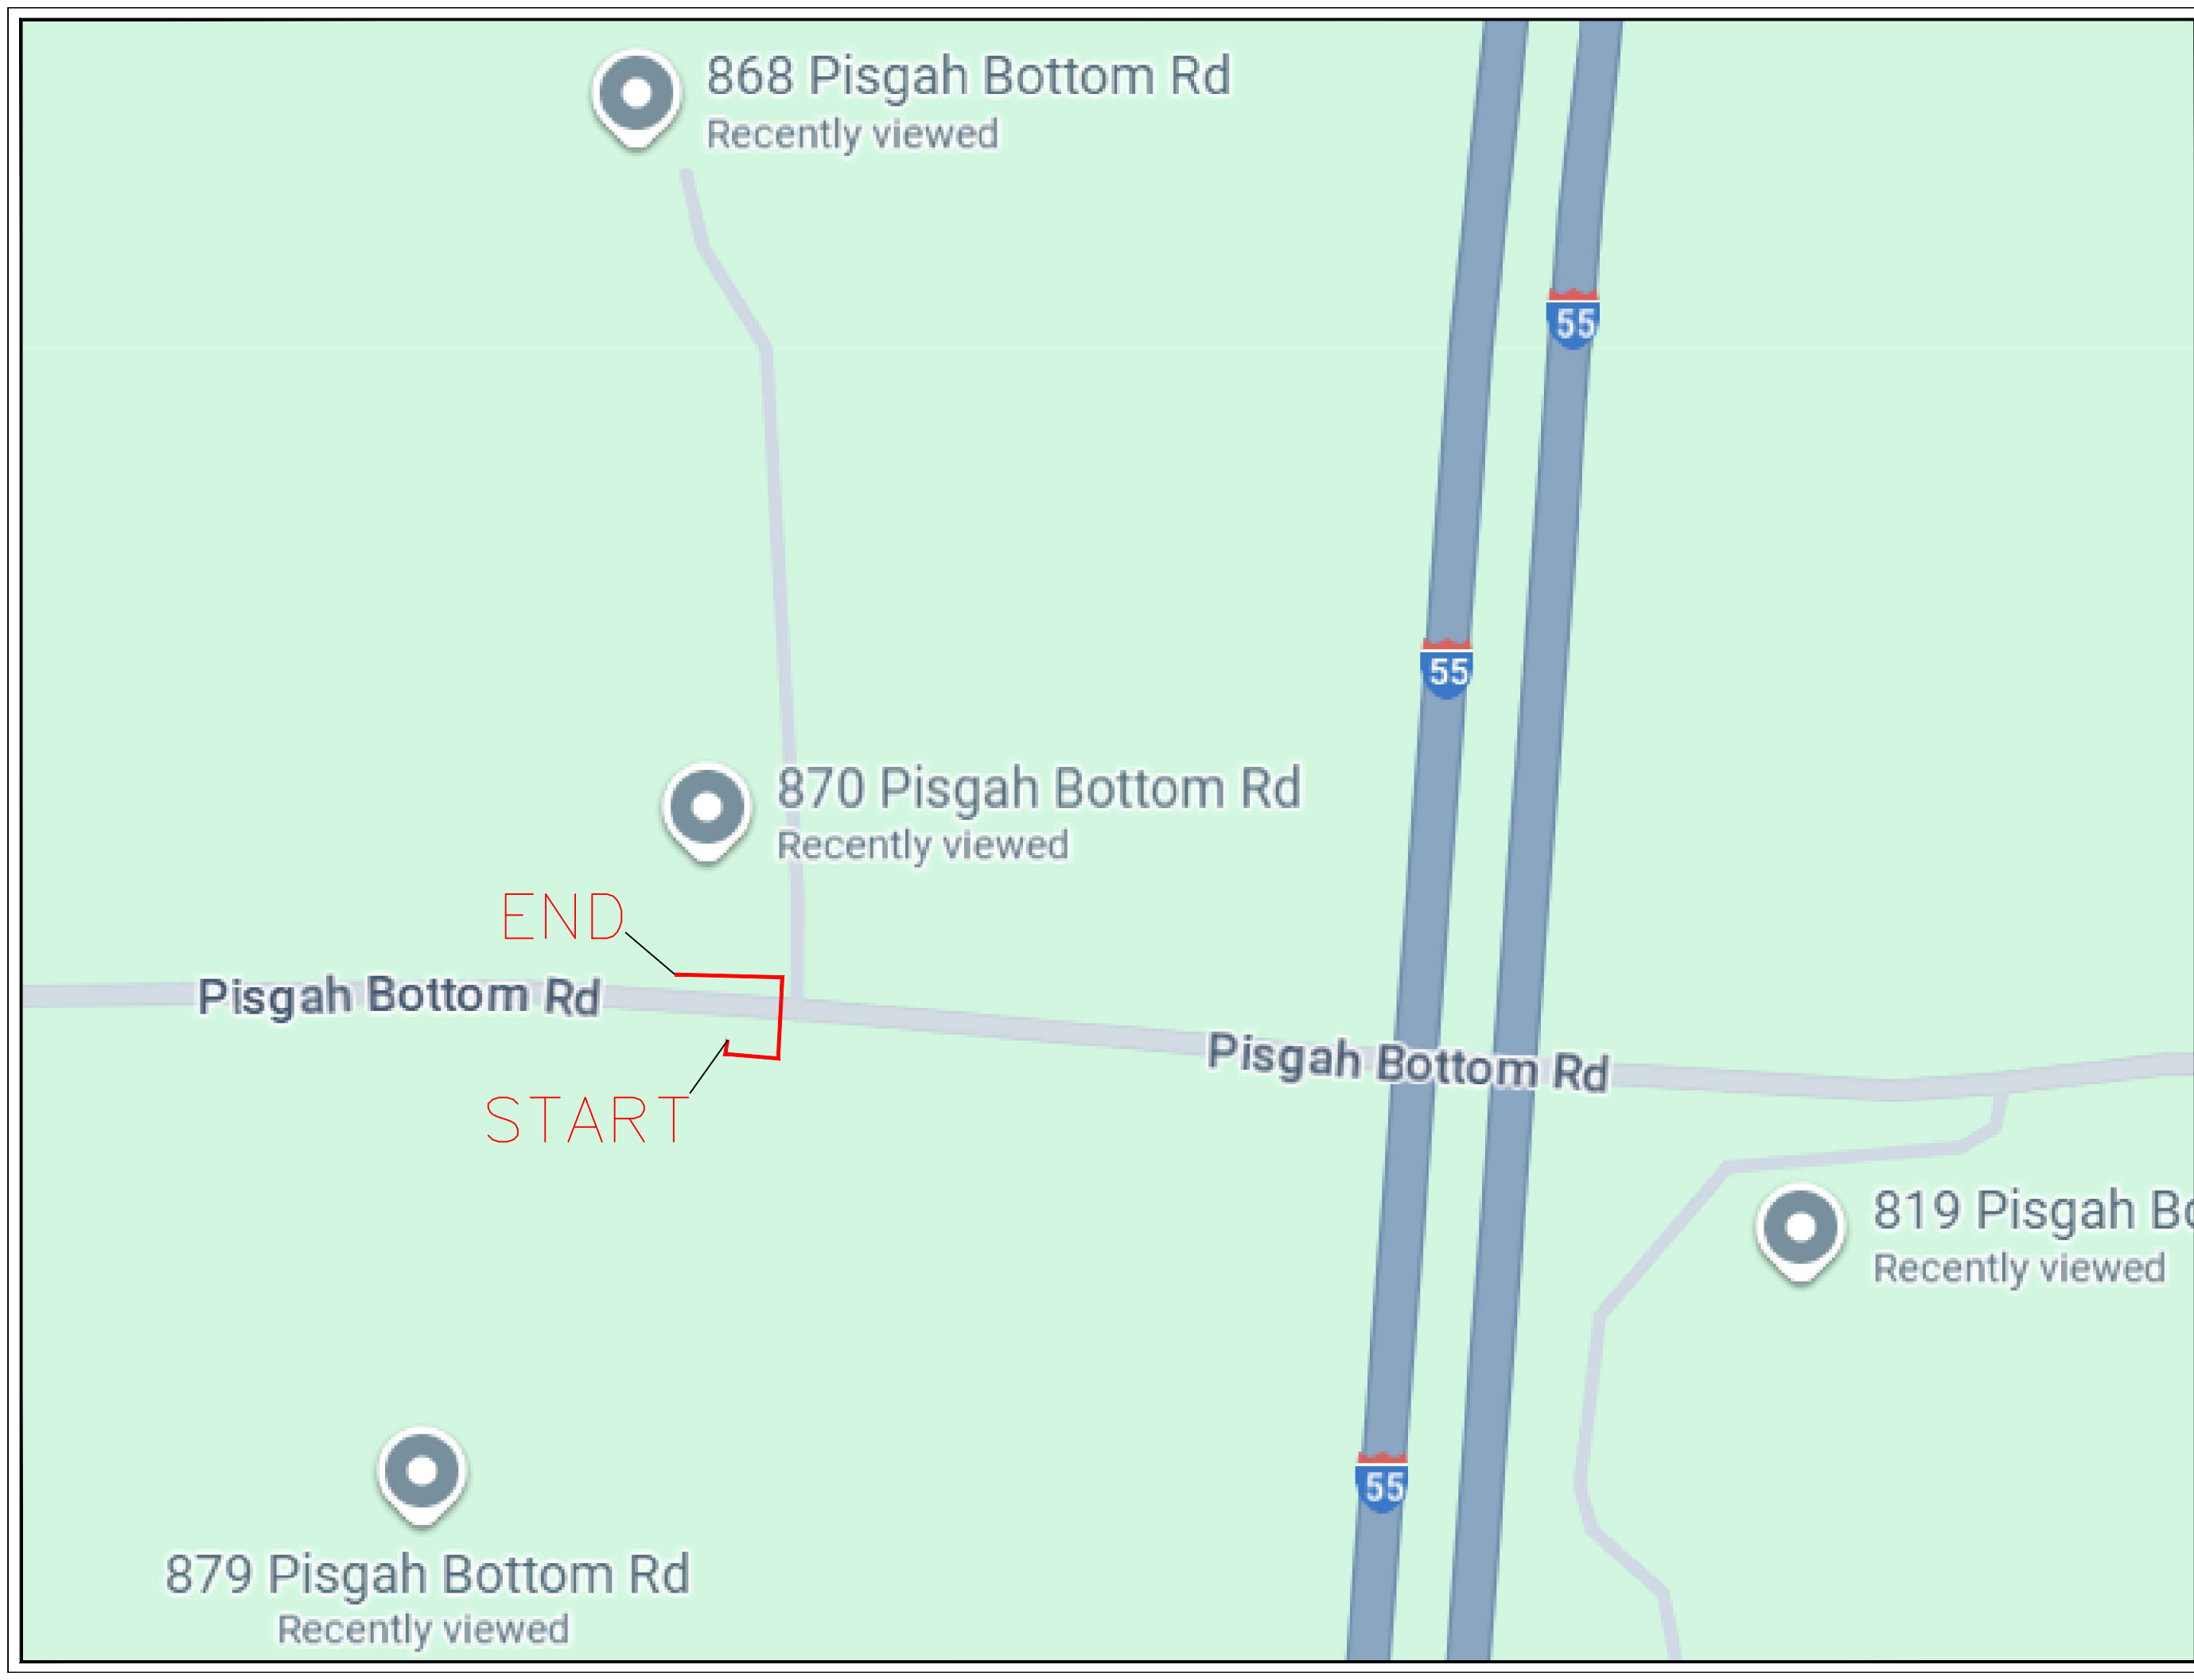 868 Pisgah Bottom Rd
Recently viewed
55
55
870 Pisgah Bottom Rd
Recently viewed
END
Pisgah Bottom Rd
Pisgah Bottom Rd
START
819 Pisgah Bo
Recently viewed
55
879 Pisgah Bottom Rd
Recently viewed